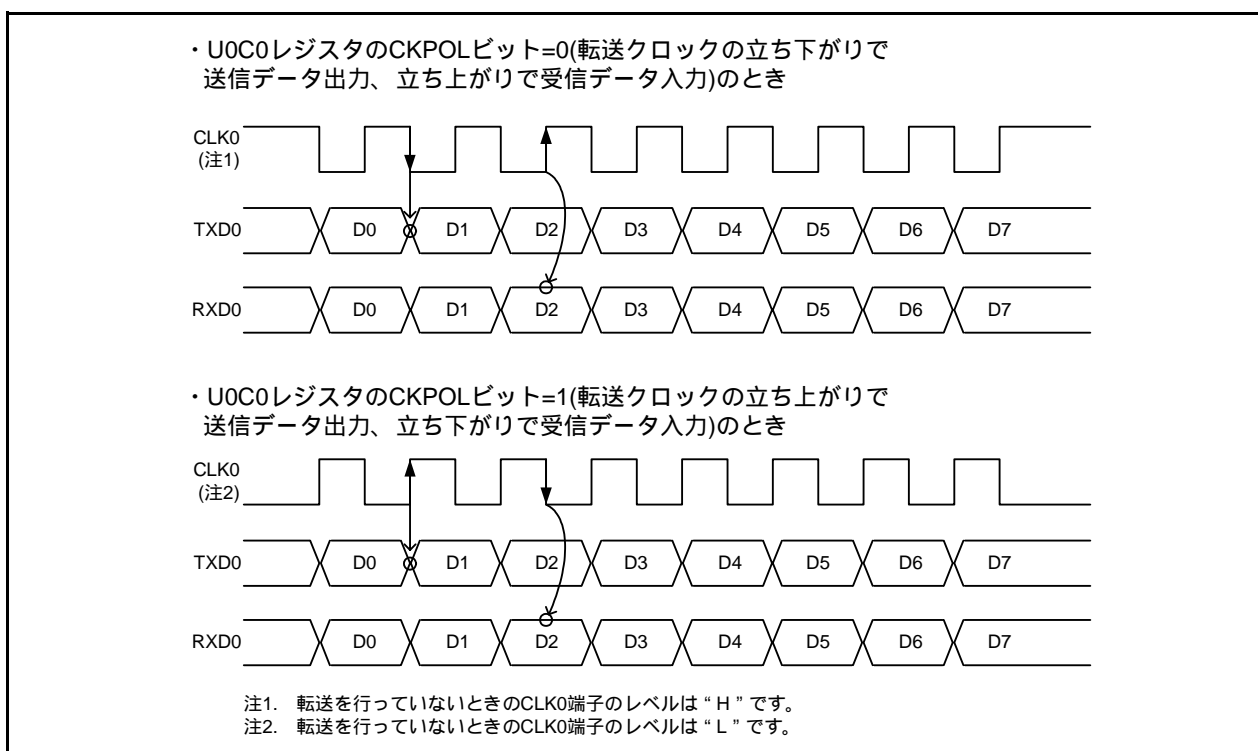 ・U0C0レジスタのCKPOLビット=0(転送クロックの立ち下がりで
送信データ出力、立ち上がりで受信データ入力)のとき
CLK0
(注1)
TXD0 D0 D1 D2 D3 D4 D5 D6 D7
RXD0 D0 D1 D2 D3 D4 D5 D6 D7
・U0C0レジスタのCKPOLビット=1(転送クロックの立ち上がりで
送信データ出力、立ち下がりで受信データ入力)のとき
CLK0
(注2)
TXD0 D0 D1 D2 D3 D4 D5 D6 D7
RXD0 D0 D1 D2 D3 D4 D5 D6 D7
注1. 転送を行っていないときのCLK0端子のレベルは“H”です。
注2. 転送を行っていないときのCLK0端子のレベルは“L”です。